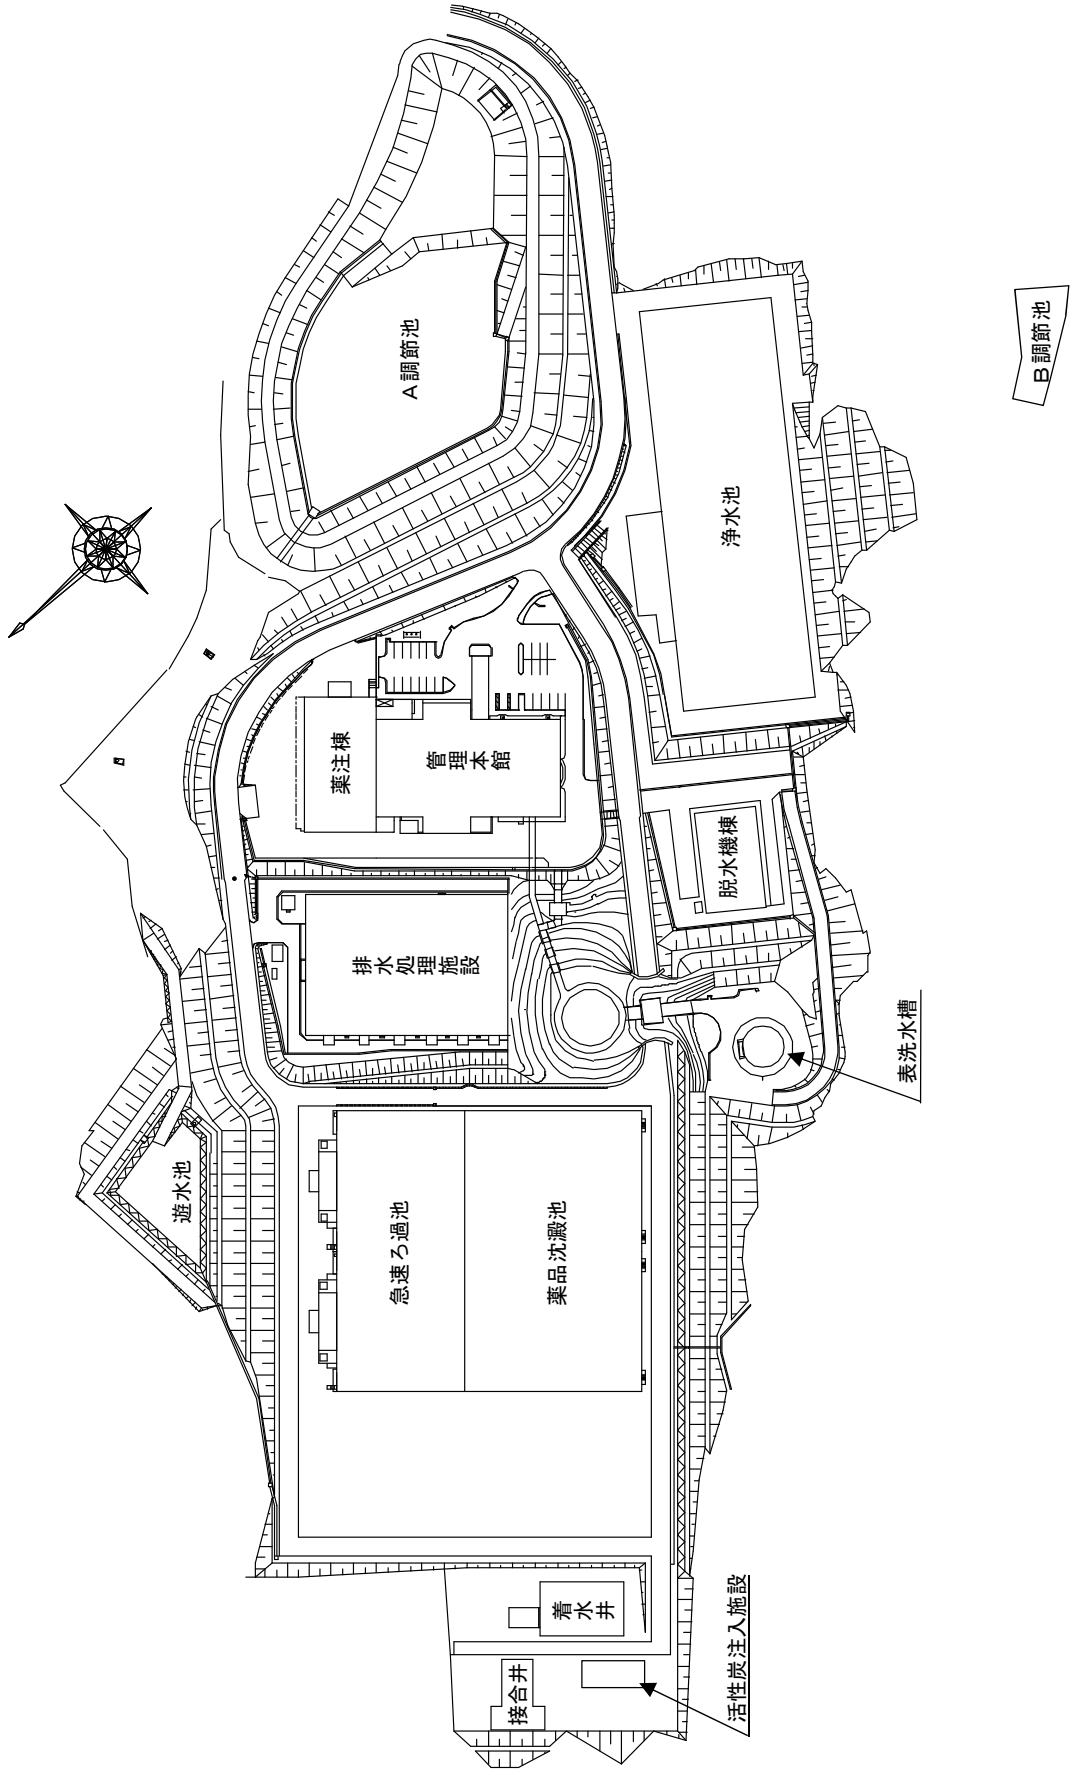 A調節池
B調節池
浄水池
薬注棟
管理本館
脱水機棟
排水処理施設
表洗水槽
遊水池
急速ろ過池
薬品沈澱池
着水井
接合井
活性炭注入施設